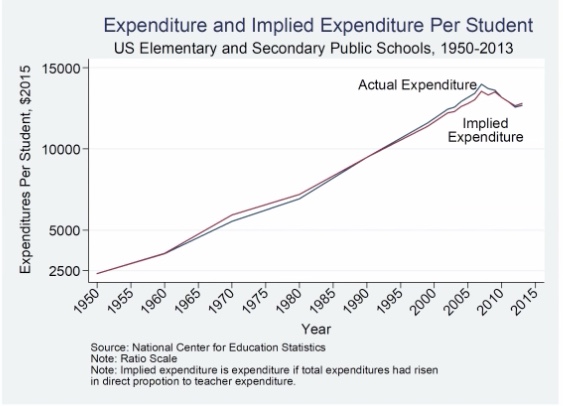 Expenditure and Implied Expenditure Per Student
US Elementary and Secondary Public Schools, 1950-2013
Expenditures Per Student, $2015
15000
10000
5000
2500
Actual Expenditure
Implied
Expenditure
1950 1955 1960 1965 1970 1975 1980 1985 1990 1995 2000 2005 2010 2015
Year
Source: National Center for Education Statistics
Note: Ratio Scale
Note: Implied expenditure is expenditure if total expenditures had risen
in direct propotion to teacher expenditure.